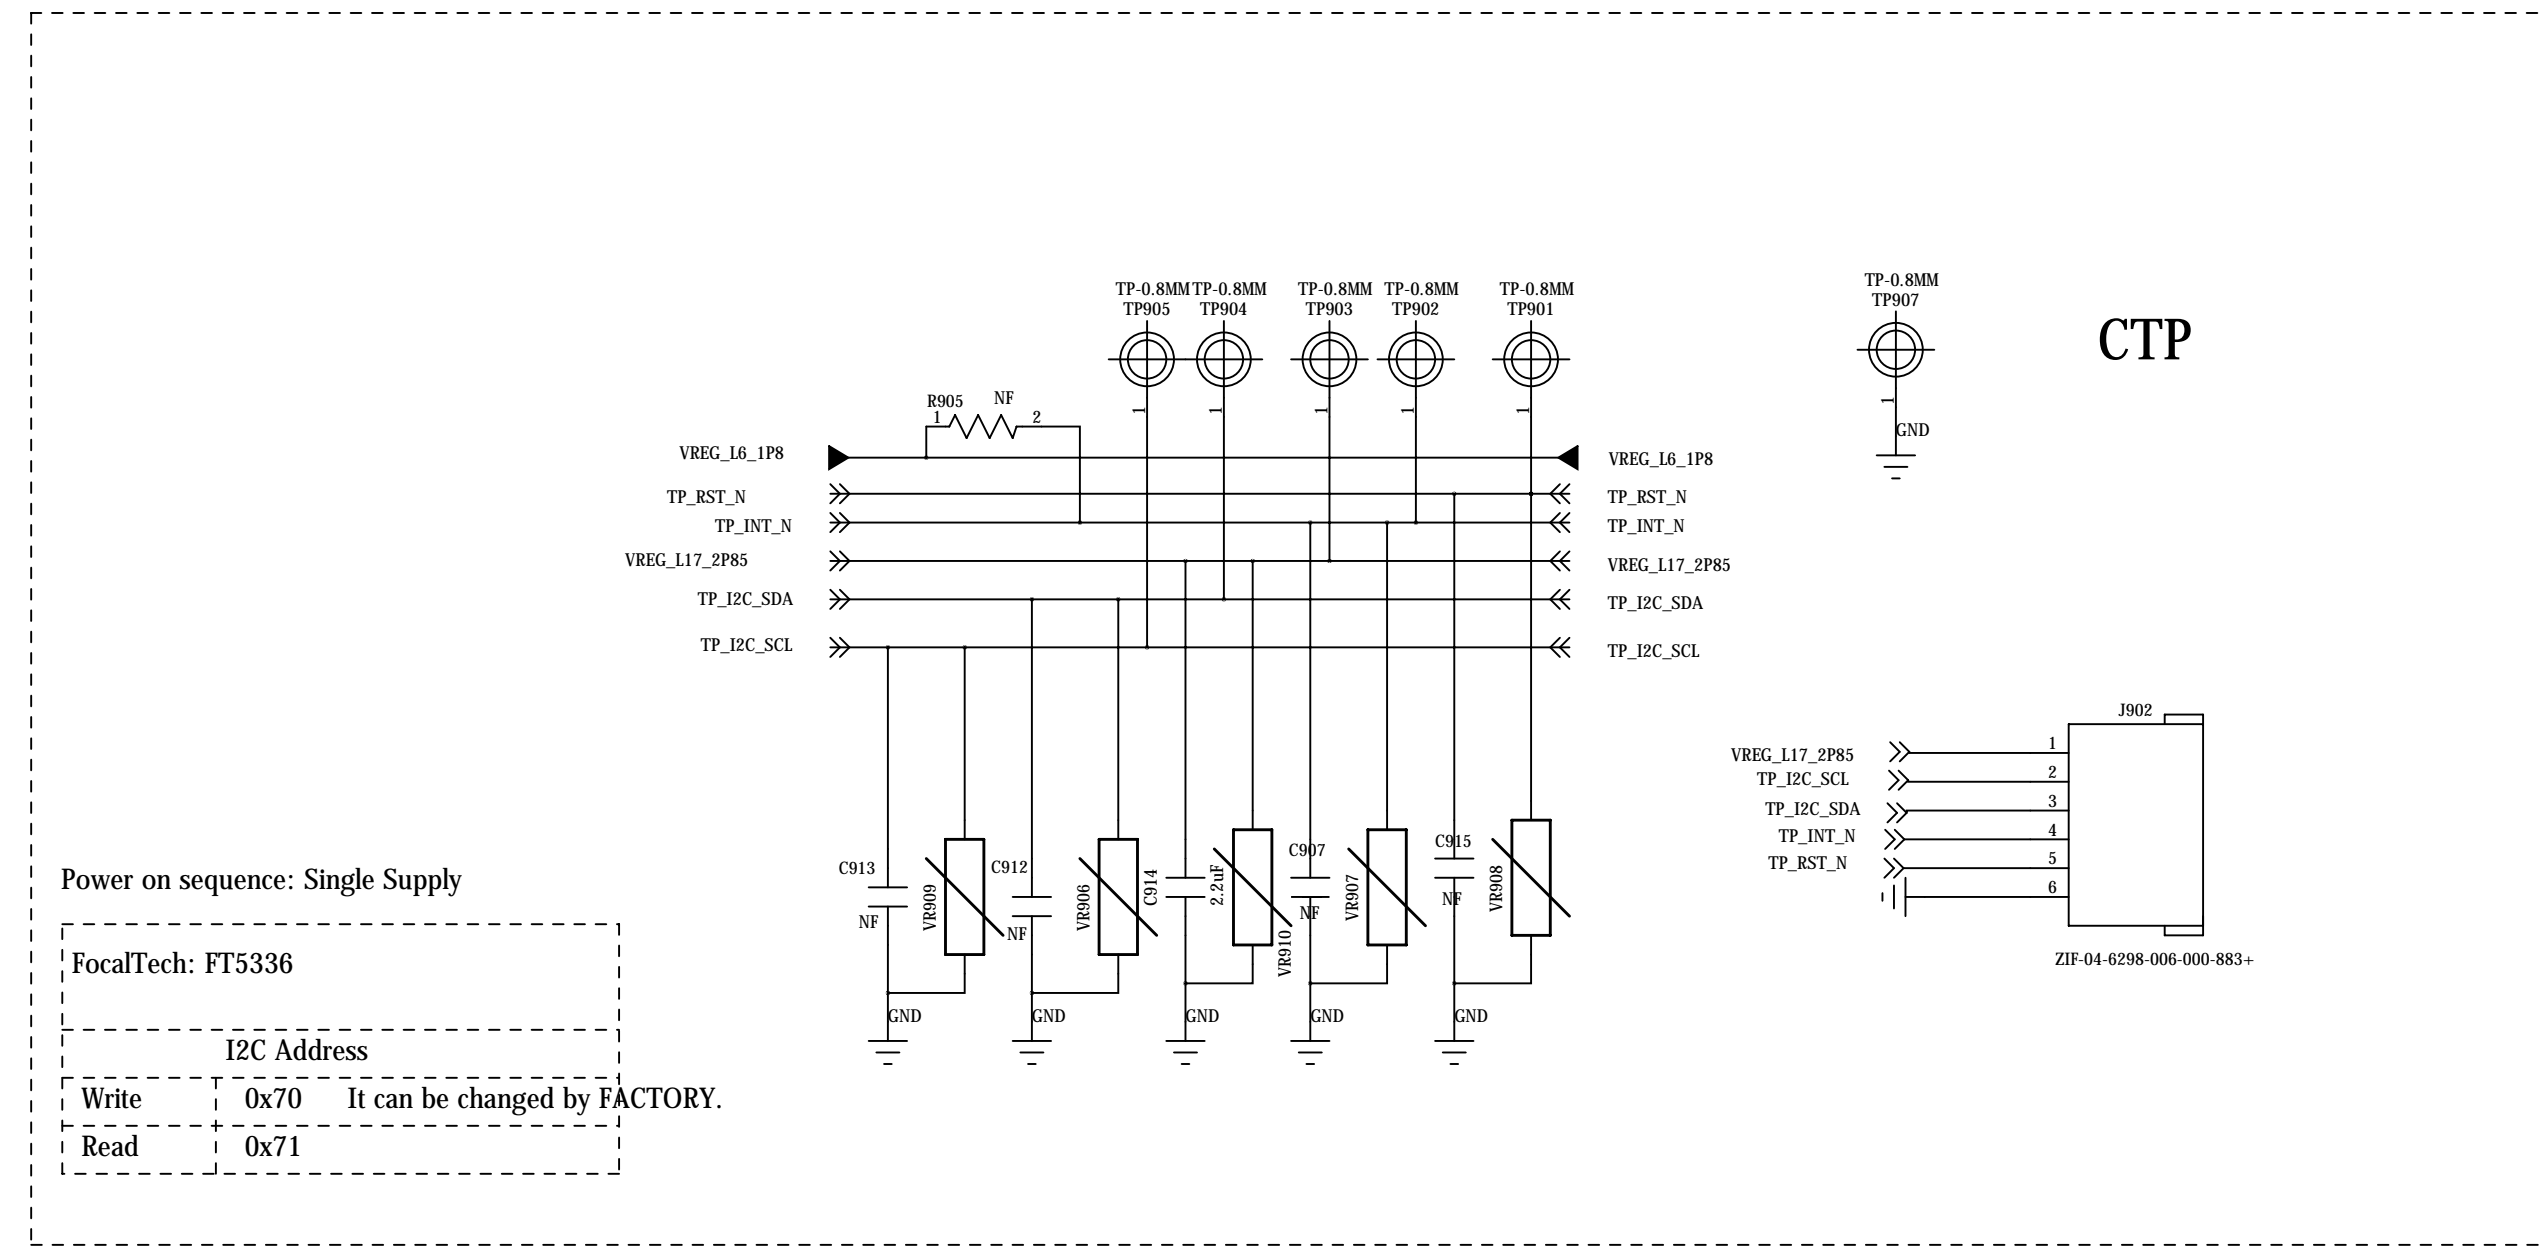 TP-0.8MM TP-0.8MM TP-0.8MM TP-0.8MM TP-0.8MM
TP905 TP904 TP903 TP902 TP901
TP-0.8MM
TP907
CTP
1 1 1 1 1
1
GND
R905 NF
1 2
VREG_L6_1P8
TP_RST_N
TP_INT_N
VREG_L17_2P85
TP_I2C_SDA
TP_I2C_SCL
VREG_L6_1P8
TP_RST_N
TP_INT_N
VREG_L17_2P85
TP_I2C_SDA
TP_I2C_SCL
J902
VREG_L17_2P85 1
TP_I2C_SCL 2
TP_I2C_SDA 3
TP_INT_N 4
TP_RST_N 5
6
ZIF-04-6298-006-000-883+
C913
NF
VR909
C912
NF
VR906
C914
2.2uF
VR910
C907
NF
VR907
C915
NF
VR908
GND GND GND GND GND
Power on sequence: Single Supply
FocalTech: FT5336
I2C Address
Write 0x70 It can be changed by FACTORY.
Read 0x71